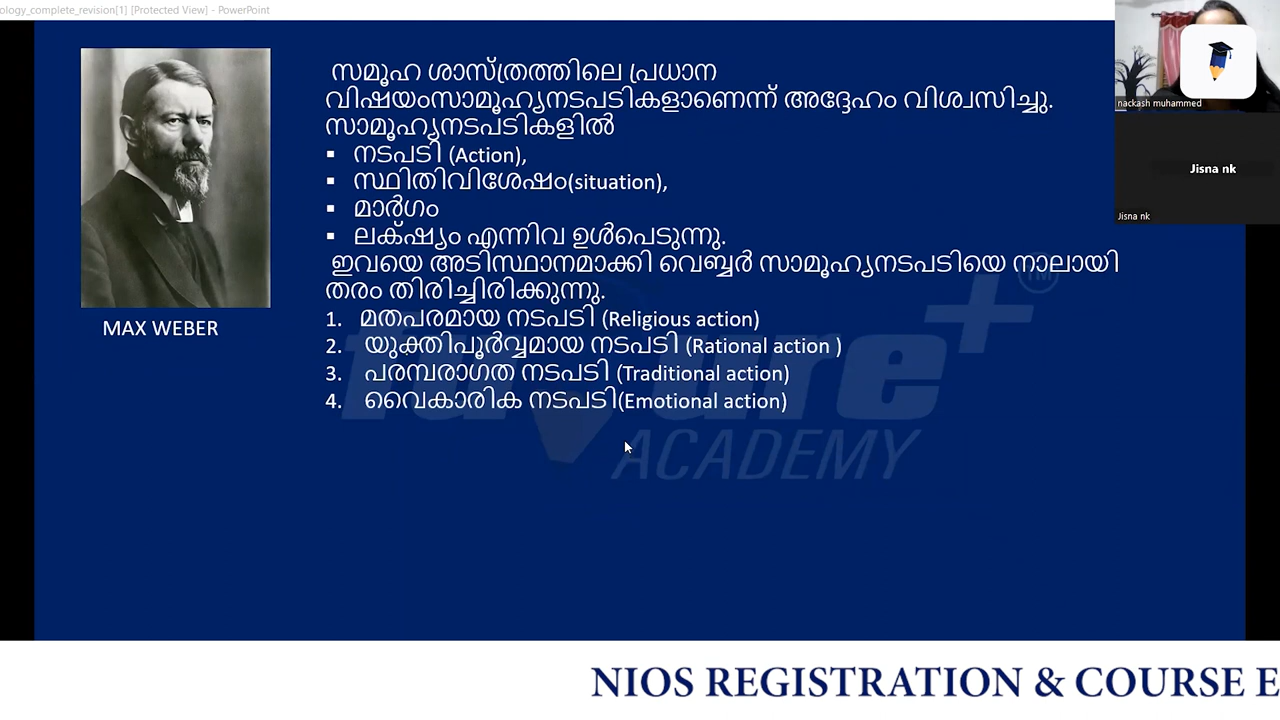 ology_complete_revision[1] [Protected View] - PowerPoint
സമൂഹ ശാസ്ത്രത്തിലെ പ്രധാന
വിഷയംസാമൂഹ്യനടപടികളാണെന്ന് അദ്ദേഹം വിശ്വസിച്ചു.
സാമൂഹ്യനടപടികളിൽ
▪ നടപടി (Action),
▪ സ്ഥിതിവിശേഷം(situation),
▪ മാർഗം
▪ ലക്ഷ്യം എന്നിവ ഉൾപെടുന്നു.
ഇവയെ അടിസ്ഥാനമാക്കി വെബ്ബർ സാമൂഹ്യനടപടിയെ നാലായി
തരം തിരിച്ചിരിക്കുന്നു.
1. മതപരമായ നടപടി (Religious action)
2. യുക്തിപൂർവ്വമായ നടപടി (Rational action )
3. പരമ്പരാഗത നടപടി (Traditional action)
4. വൈകാരിക നടപടി(Emotional action)
MAX WEBER
future+ TM
ACADEMY
nackash muhammed
Jisna nk
Jisna nk
NIOS REGISTRATION & COURSE E